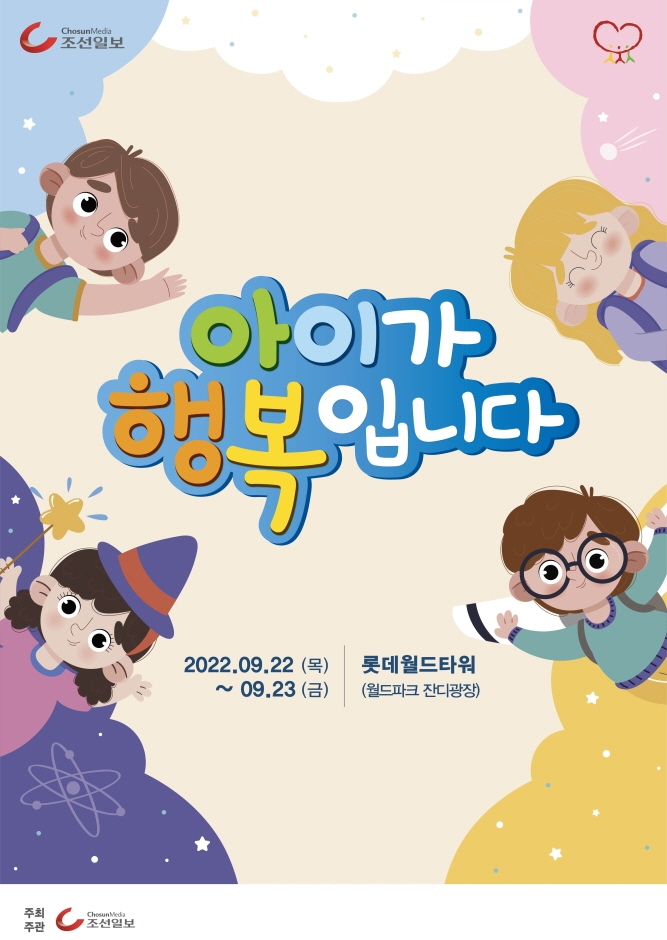 ChosunMedia
조선일보
아이가
행복입니다
2022.09.22 (목)
~ 09.23 (금)
롯데월드타워
(월드파크 잔디광장)
주최
주관
ChosunMedia
조선일보